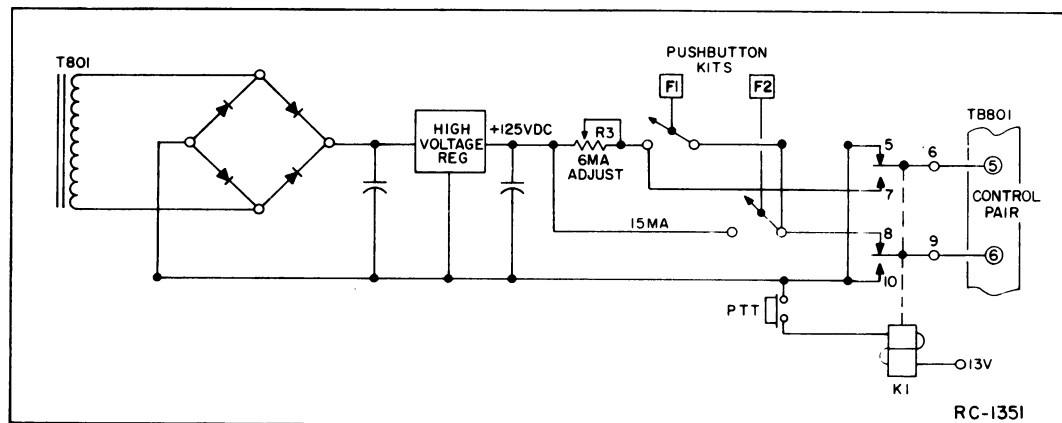 T801
HIGH
VOLTAGE
REG
+125VDC
R3
6MA
ADJUST
PUSHBUTTON
KITS
F1
F2
15MA
PTT
5
6
7
8
9
10
TB801
5
CONTROL
PAIR
6
K1
13V
RC-1351